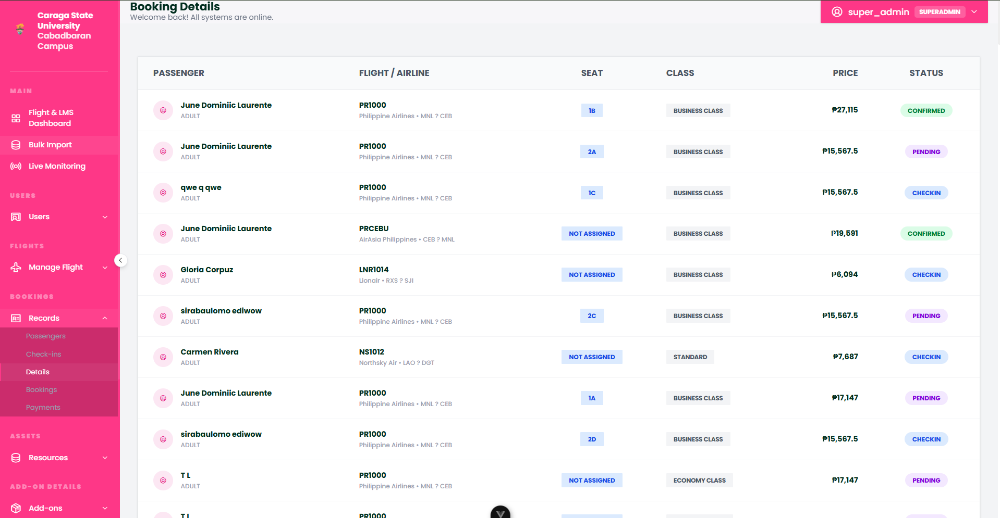 Caraga State
University
Cabadbaran
Campus
MAIN
Flight & LMS
Dashboard
Bulk Import
Live Monitoring
USERS
Users
FLIGHTS
Manage Flight
BOOKINGS
Records
Passengers
Check-ins
Details
Bookings
Payments
ASSETS
Resources
ADD-ON DETAILS
Add-ons
Booking Details
Welcome back! All systems are online.
super_admin SUPERADMIN
PASSENGER FLIGHT / AIRLINE SEAT CLASS PRICE STATUS
June Dominiic Laurente PR1000 1B BUSINESS CLASS ₱27,115 CONFIRMED
ADULT Philippine Airlines • MNL ? CEB
June Dominiic Laurente PR1000 2A BUSINESS CLASS ₱15,567.5 PENDING
ADULT Philippine Airlines • MNL ? CEB
qwe q qwe PR1000 1C BUSINESS CLASS ₱15,567.5 CHECKIN
ADULT Philippine Airlines • MNL ? CEB
June Dominiic Laurente PRCEBU NOT ASSIGNED BUSINESS CLASS ₱19,591 CONFIRMED
ADULT AirAsia Philippines • CEB ? MNL
Gloria Corpuz LNR1014 NOT ASSIGNED BUSINESS CLASS ₱6,094 CHECKIN
ADULT Lionair • RXS ? SJI
sirabaulomo ediwow PR1000 2C BUSINESS CLASS ₱15,567.5 PENDING
ADULT Philippine Airlines • MNL ? CEB
Carmen Rivera NS1012 NOT ASSIGNED STANDARD ₱7,687 CHECKIN
ADULT Northsky Air • LAO ? DGT
June Dominiic Laurente PR1000 1A BUSINESS CLASS ₱17,147 PENDING
ADULT Philippine Airlines • MNL ? CEB
sirabaulomo ediwow PR1000 2D BUSINESS CLASS ₱15,567.5 CHECKIN
ADULT Philippine Airlines • MNL ? CEB
T L PR1000 NOT ASSIGNED ECONOMY CLASS ₱17,147 PENDING
ADULT Philippine Airlines • MNL ? CEB
T L PR1000